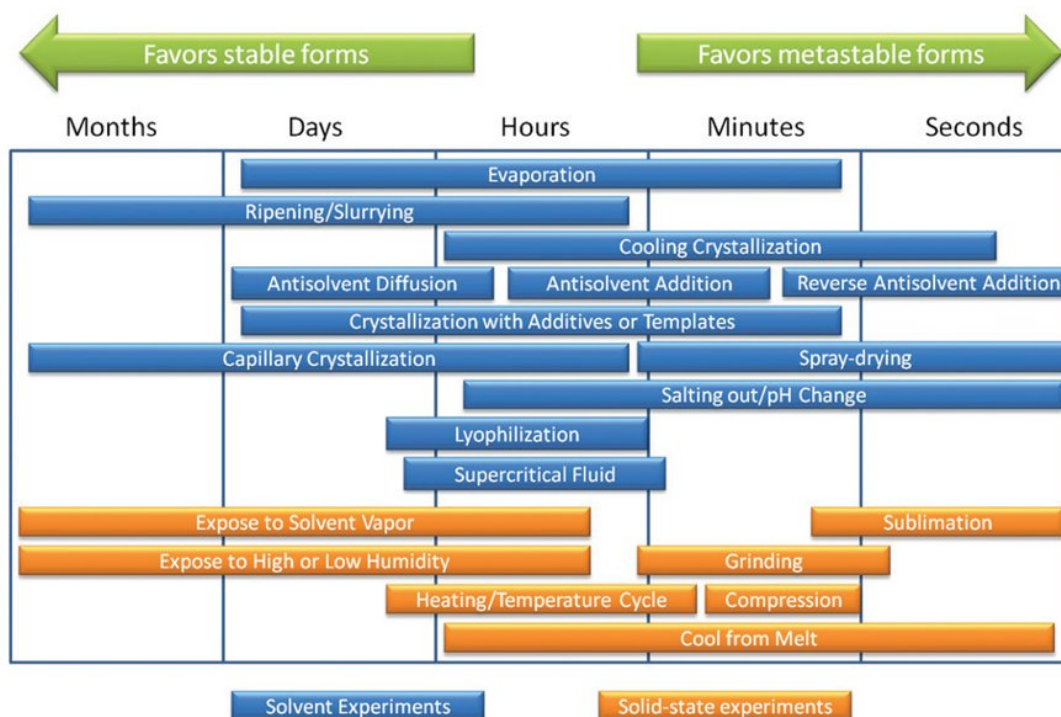 Favors stable forms
Favors metastable forms
Months
Days
Hours
Minutes
Seconds
Evaporation
Ripening/Slurrying
Cooling Crystallization
Antisolvent Diffusion
Antisolvent Addition
Reverse Antisolvent Addition
Crystallization with Additives or Templates
Capillary Crystallization
Spray-drying
Salting out/pH Change
Lyophilization
Supercritical Fluid
Expose to Solvent Vapor
Sublimation
Expose to High or Low Humidity
Grinding
Heating/Temperature Cycle
Compression
Cool from Melt
Solvent Experiments
Solid-state experiments